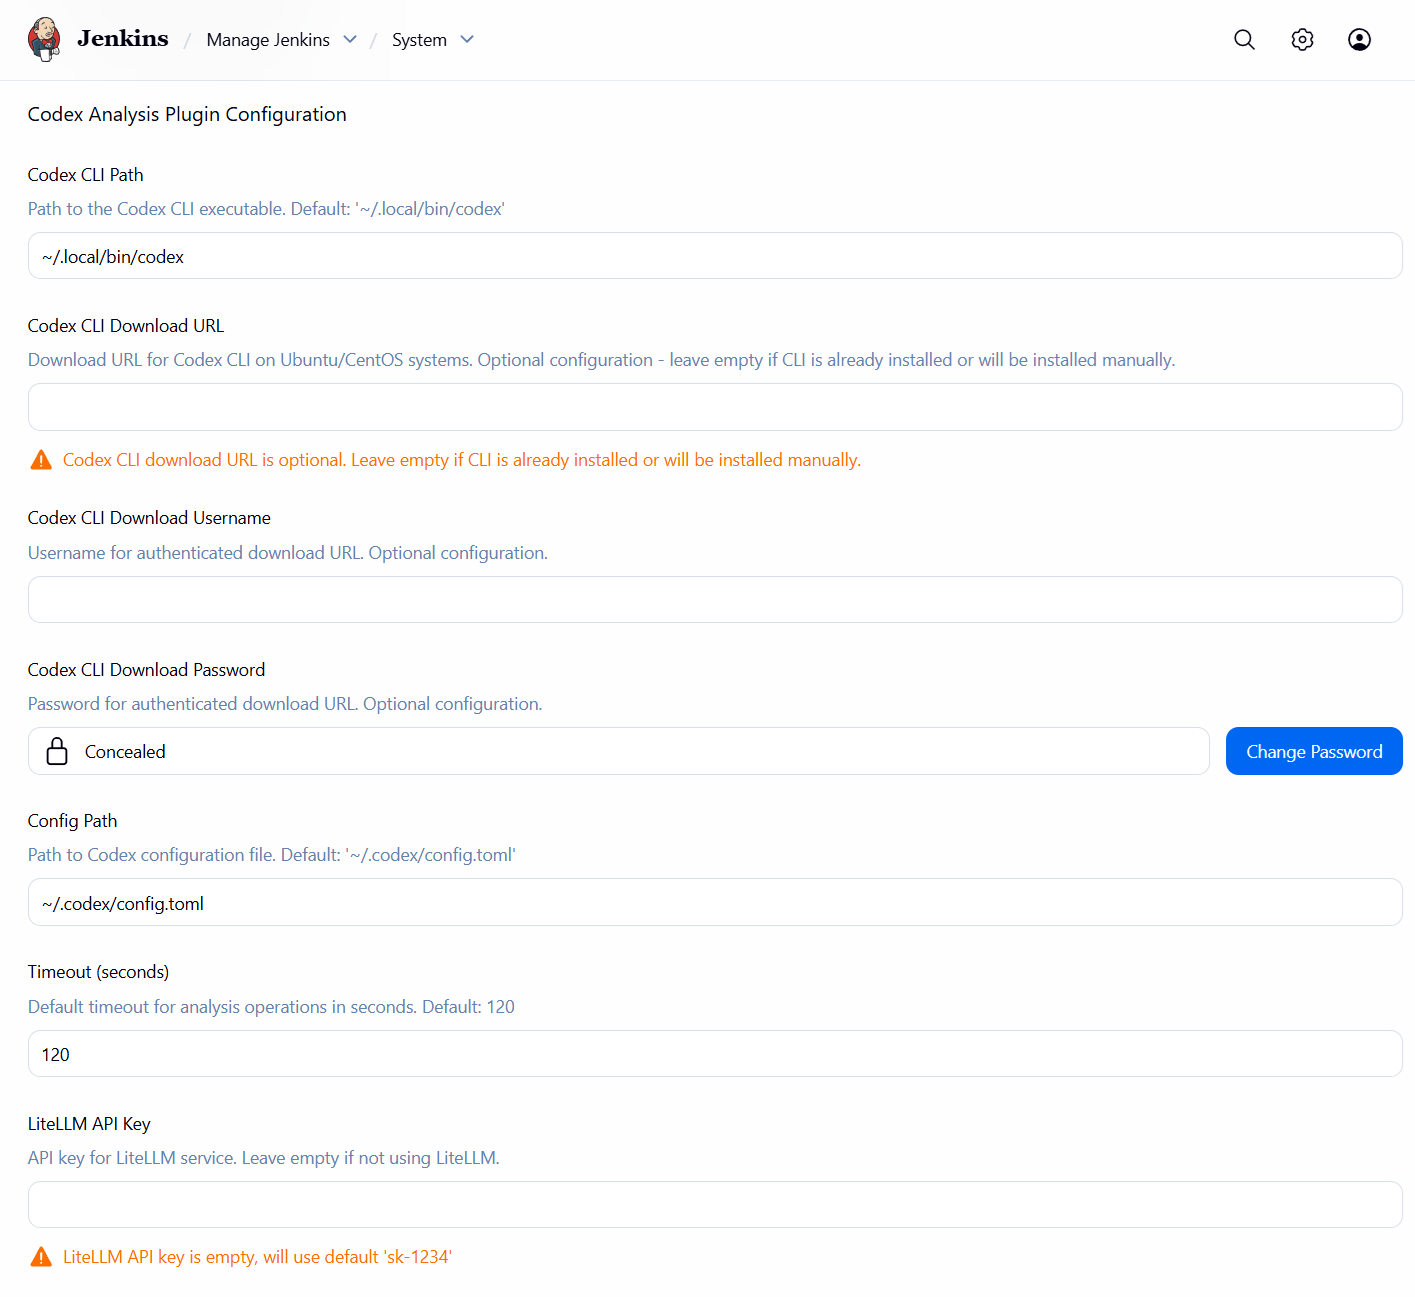 Jenkins / Manage Jenkins / System
Codex Analysis Plugin Configuration
Codex CLI Path
Path to the Codex CLI executable. Default: '~/.local/bin/codex'
~/.local/bin/codex
Codex CLI Download URL
Download URL for Codex CLI on Ubuntu/CentOS systems. Optional configuration - leave empty if CLI is already installed or will be installed manually.
Codex CLI download URL is optional. Leave empty if CLI is already installed or will be installed manually.
Codex CLI Download Username
Username for authenticated download URL. Optional configuration.
Codex CLI Download Password
Password for authenticated download URL. Optional configuration.
Concealed Change Password
Config Path
Path to Codex configuration file. Default: '~/.codex/config.toml'
~/.codex/config.toml
Timeout (seconds)
Default timeout for analysis operations in seconds. Default: 120
120
LiteLLM API Key
API key for LiteLLM service. Leave empty if not using LiteLLM.
LiteLLM API key is empty, will use default 'sk-1234'